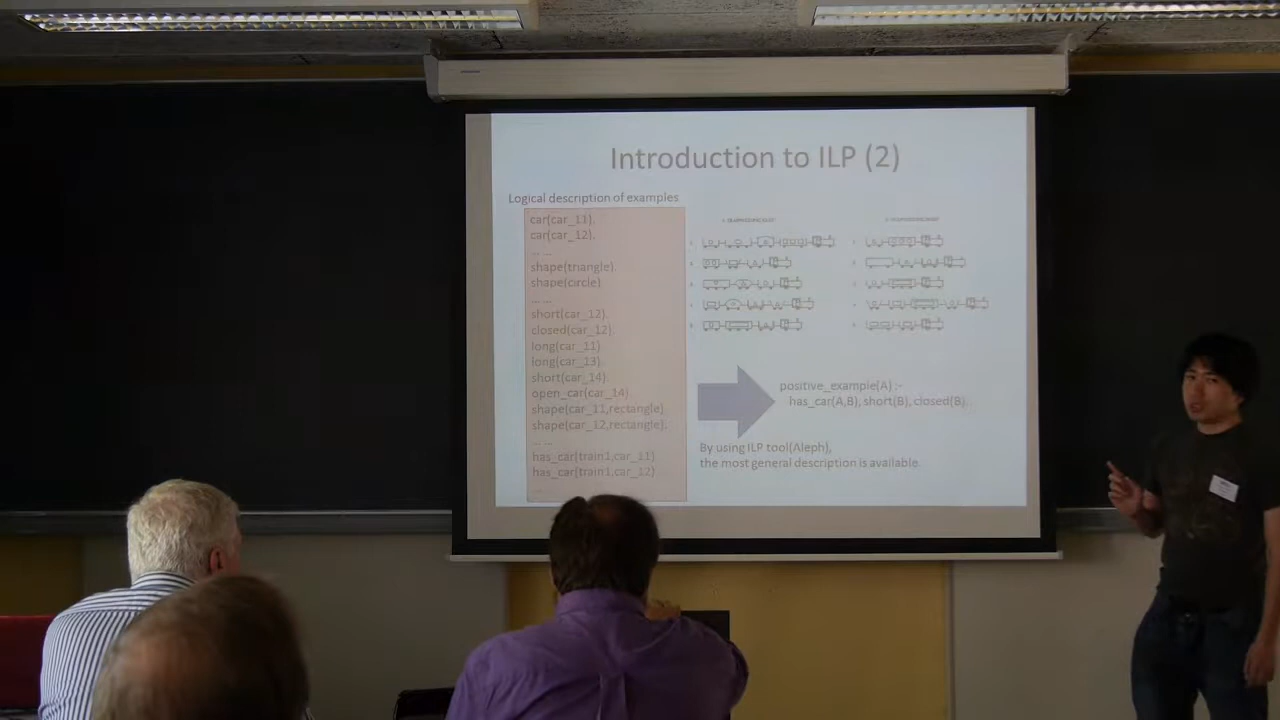 Introduction to ILP (2)
Logical description of examples
car(car_11).
car(car_12).
... ...
shape(triangle).
shape(circle)
... ...
short(car_12).
closed(car_12)
long(car_11)
long(car_13).
short(car_14).
open_car(car_14)
shape(car_11,rectangle)
shape(car_12,rectangle).
... ...
has_car(train1,car_11)
has_car(train1,car_12)
positive_example(A) :-
has_car(A,B), short(B), closed(B).
By using ILP tool(Aleph),
the most general description is available.